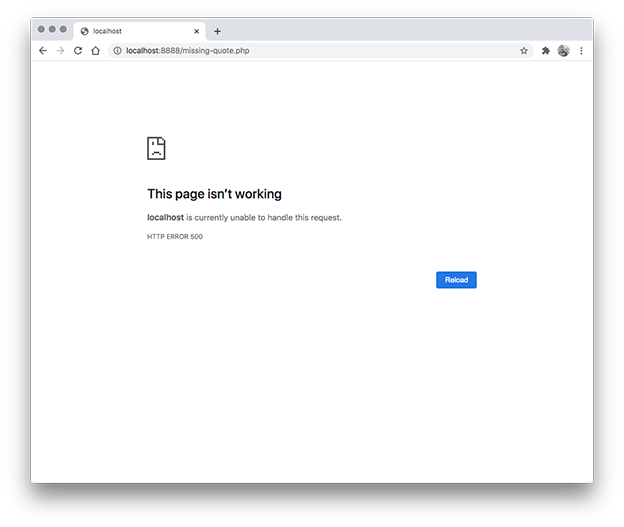 localhost
localhost:8888/missing-quote.php
This page isn’t working
localhost is currently unable to handle this request.
HTTP ERROR 500
Reload